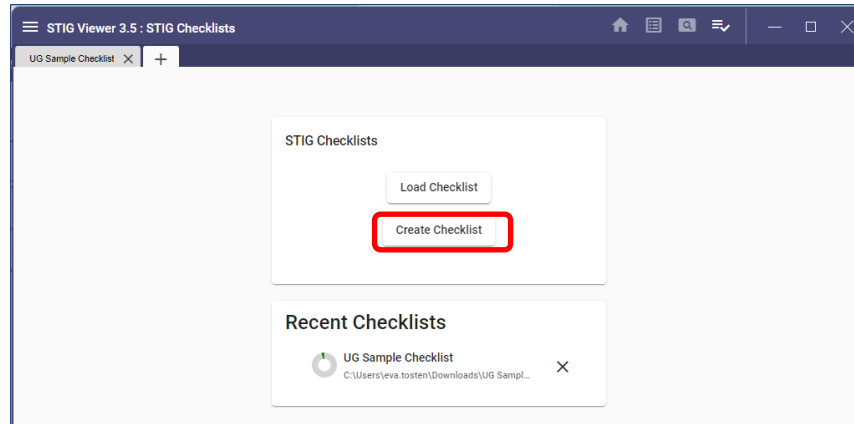 STIG Viewer 3.5 : STIG Checklists
UG Sample Checklist
STIG Checklists
Load Checklist
Create Checklist
Recent Checklists
UG Sample Checklist
C:\Users\eva.tosten\Downloads\UG Sampl...